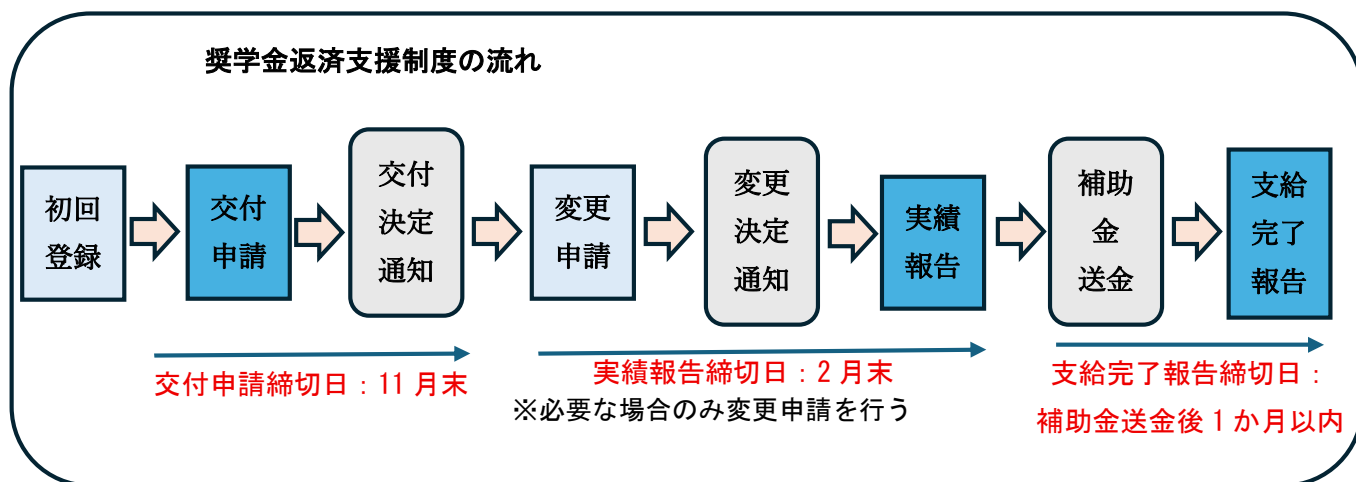 奨学金返済支援制度の流れ
初回
登録
交付
申請
交付
決定
通知
変更
申請
変更
決定
通知
実績
報告
補助
金
送金
支給
完了
報告
交付申請締切日：11月末
実績報告締切日：2月末
※必要な場合のみ変更申請を行う
支給完了報告締切日：
補助金送金後1か月以内